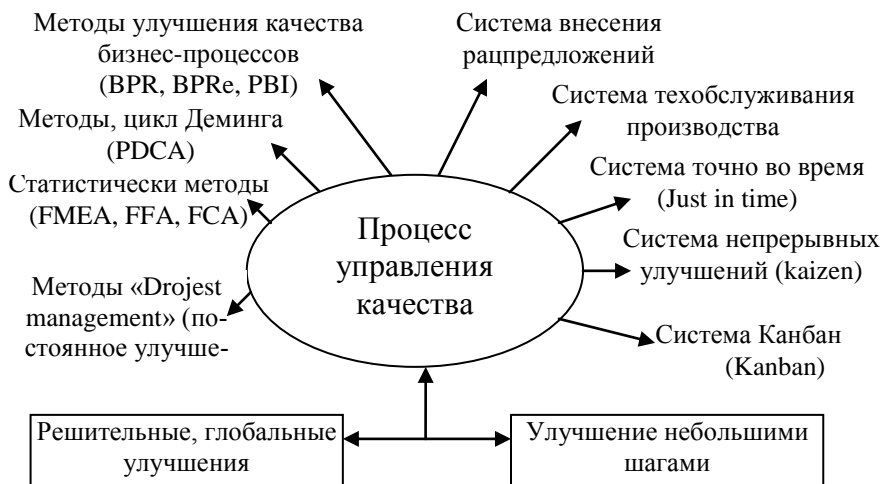 Методы улучшения качества
бизнес-процессов
(BPR, BPRe, PBI)
Система внесения
рацпредложений
Методы, цикл Деминга
(PDCA)
Система техобслуживания
производства
Статистически методы
(FMEA, FFA, FCA)
Система точно во время
(Just in time)
Процесс
управления
качества
Система непрерывных
улучшений (kaizen)
Методы «Drojest
management» (по-
стоянное улучше-
Система Канбан
(Kanban)
Решительные, глобальные
улучшения
Улучшение небольшими
шагами